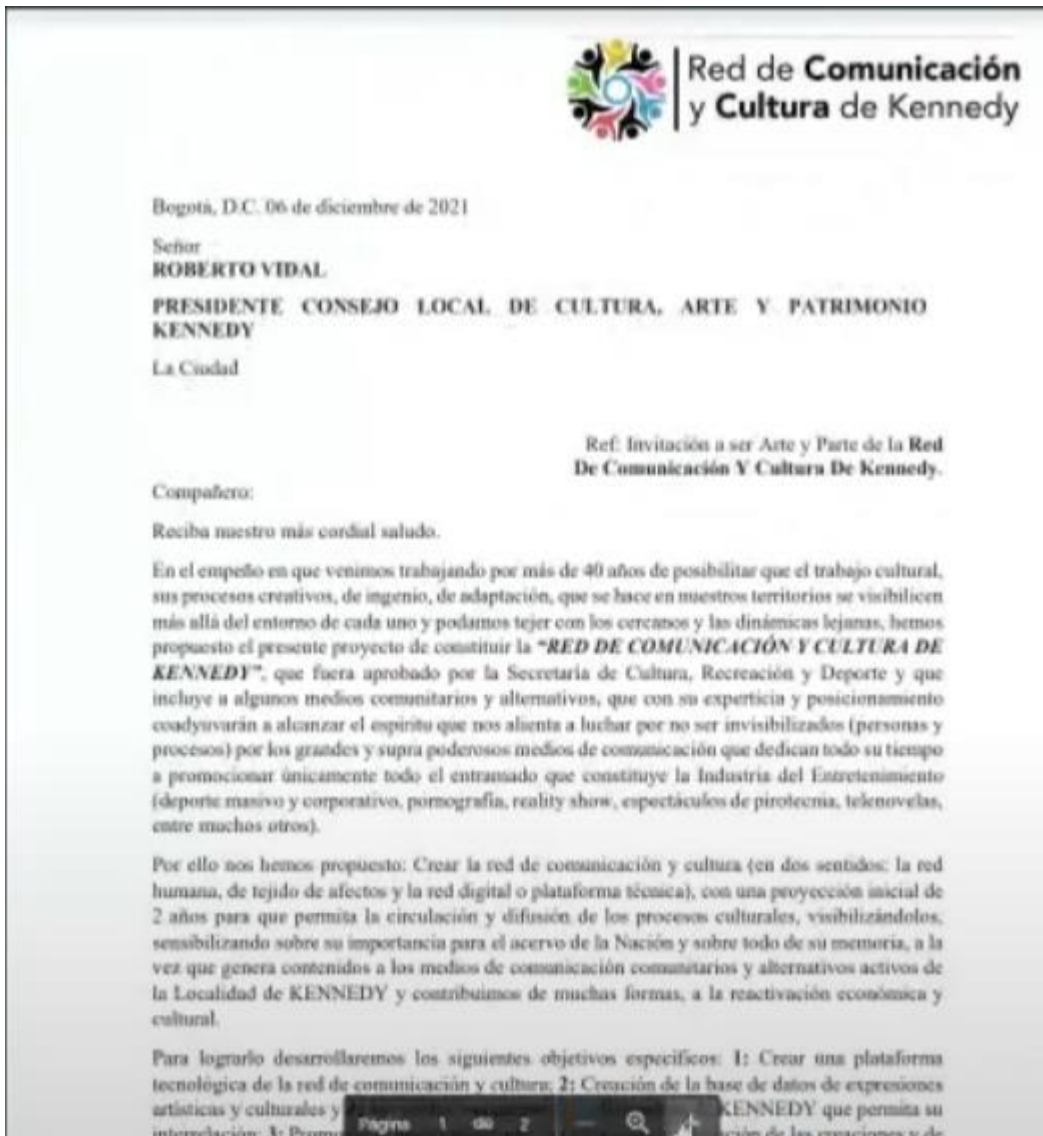 Red de Comunicación
y Cultura de Kennedy
Bogotá, D.C. 06 de diciembre de 2021
Señor
ROBERTO VIDAL
PRESIDENTE CONSEJO LOCAL DE CULTURA, ARTE Y PATRIMONIO
KENNEDY
La Ciudad
Ref: Invitación a ser Arte y Parte de la Red
De Comunicación Y Cultura De Kennedy.
Compañero:
Reciba nuestro más cordial saludo.
En el empeño en que venimos trabajando por más de 40 años de posibilitar que el trabajo cultural,
sus procesos creativos, de ingenio, de adaptación, que se hace en nuestros territorios se visibilicen
más allá del entorno de cada uno y podamos tejer con los cercanos y las dinámicas lejanas, hemos
propuesto el presente proyecto de constituir la "RED DE COMUNICACIÓN Y CULTURA DE
KENNEDY", que fuera aprobado por la Secretaría de Cultura, Recreación y Deporte y que
incluye a algunos medios comunitarios y alternativos, que con su experticia y posicionamiento
coadyuvarán a alcanzar el espíritu que nos alienta a luchar por no ser invisibilizados (personas y
procesos) por los grandes y supra poderosos medios de comunicación que dedican todo su tiempo
a promocionar únicamente todo el entramado que constituye la Industria del Entretenimiento
(deporte masivo y corporativo, pornografía, reality show, espectáculos de pirotecnia, telenovelas,
entre muchos otros).
Por ello nos hemos propuesto: Crear la red de comunicación y cultura (en dos sentidos: la red
humana, de tejido de afectos y la red digital o plataforma técnica), con una proyección inicial de
2 años para que permita la circulación y difusión de los procesos culturales, visibilizándolos,
sensibilizando sobre su importancia para el acervo de la Nación y sobre todo de su memoria, a la
vez que genera contenidos a los medios de comunicación comunitarios y alternativos activos de
la Localidad de KENNEDY y contribuimos de muchas formas, a la reactivación económica y
cultural.
Para lograrlo desarrollaremos los siguientes objetivos específicos: 1: Crear una plataforma
tecnológica de la red de comunicación y cultura; 2: Creación de la base de datos de expresiones
artísticas y culturales y KENNEDY que permita su
interrelación; 3: de las creaciones y de
Página 1 de 2